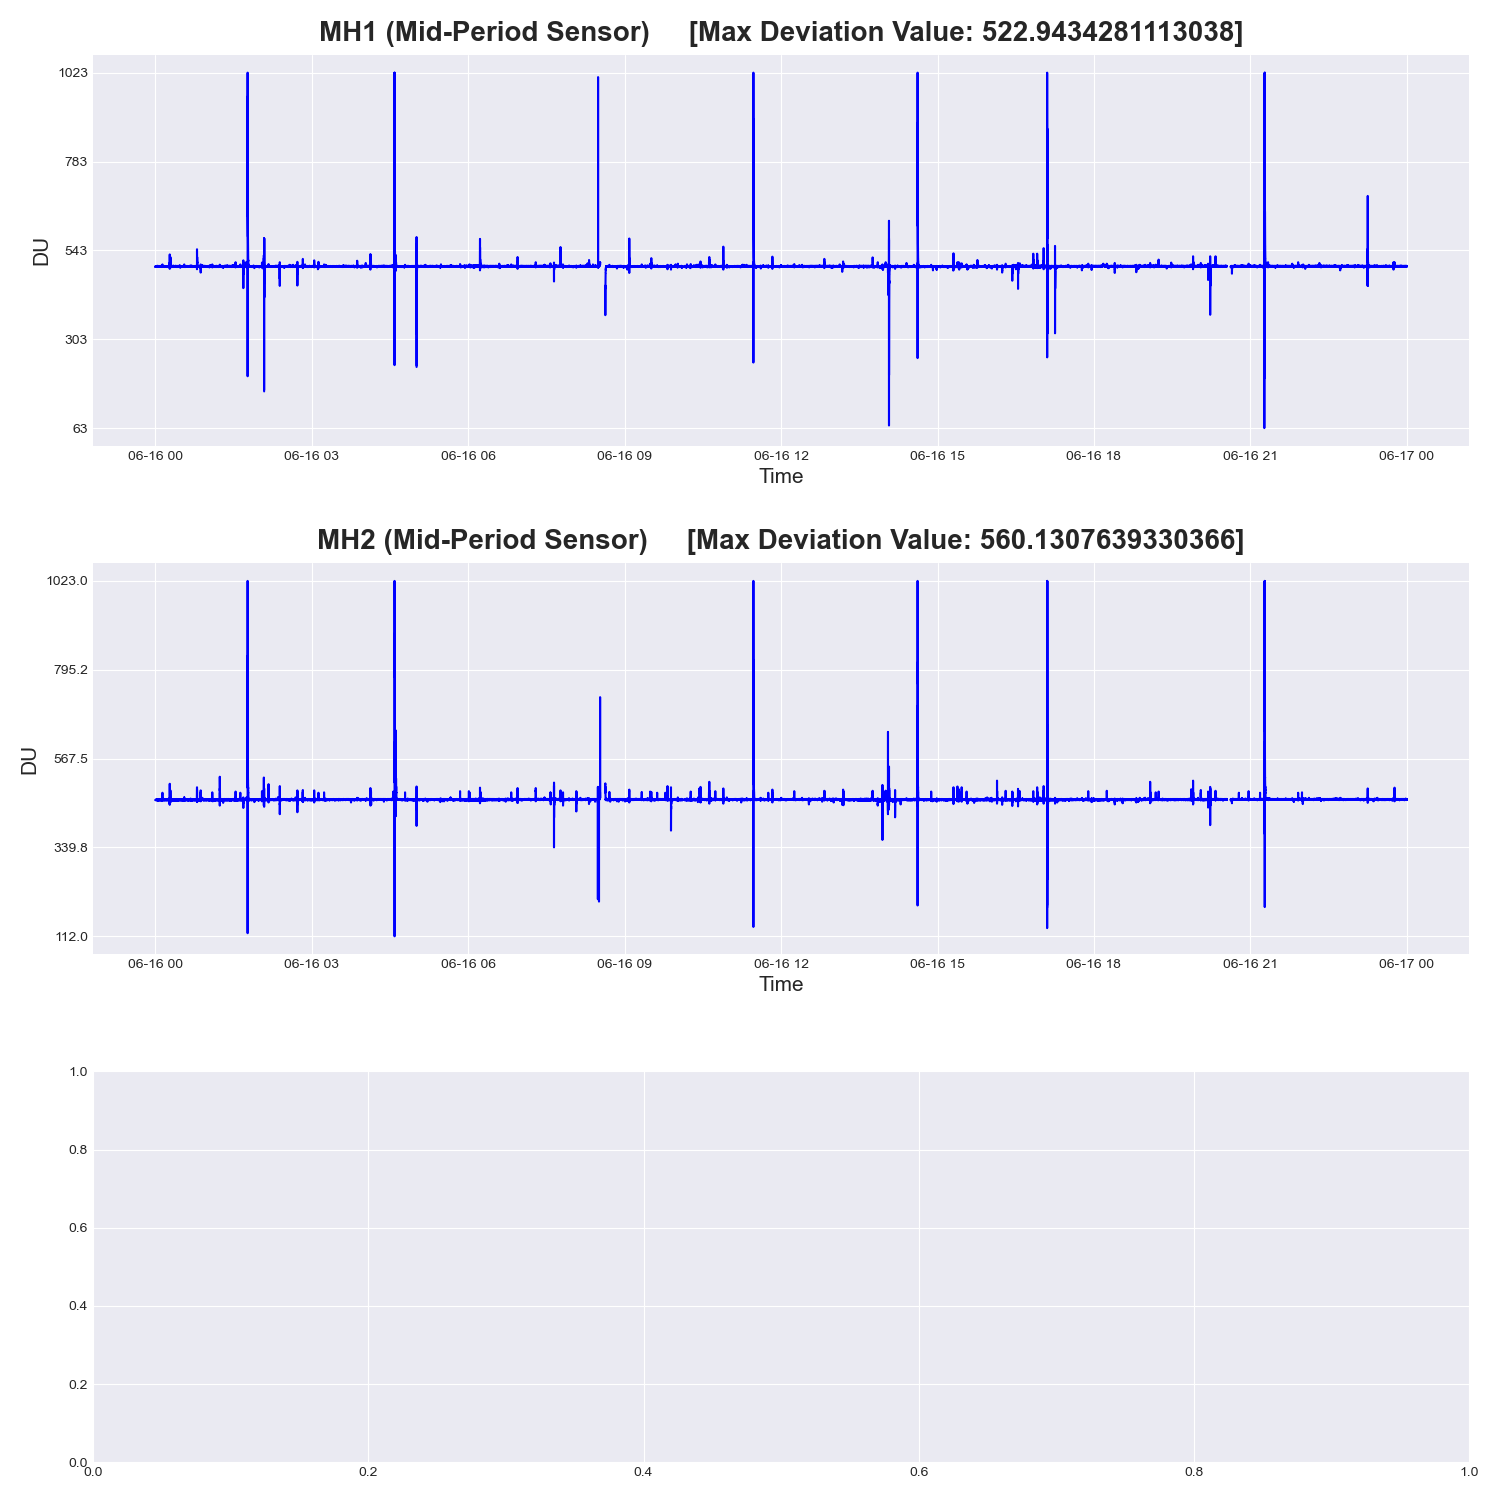 MH1 (Mid-Period Sensor) [Max Deviation Value: 522.9434281113038]
1023
783
543
303
63
DU
06-16 00 06-16 03 06-16 06 06-16 09 06-16 12 06-16 15 06-16 18 06-16 21 06-17 00
Time
MH2 (Mid-Period Sensor) [Max Deviation Value: 560.1307639330366]
1023.0
795.2
567.5
339.8
112.0
DU
06-16 00 06-16 03 06-16 06 06-16 09 06-16 12 06-16 15 06-16 18 06-16 21 06-17 00
Time
1.0
0.8
0.6
0.4
0.2
0.0
0.0 0.2 0.4 0.6 0.8 1.0